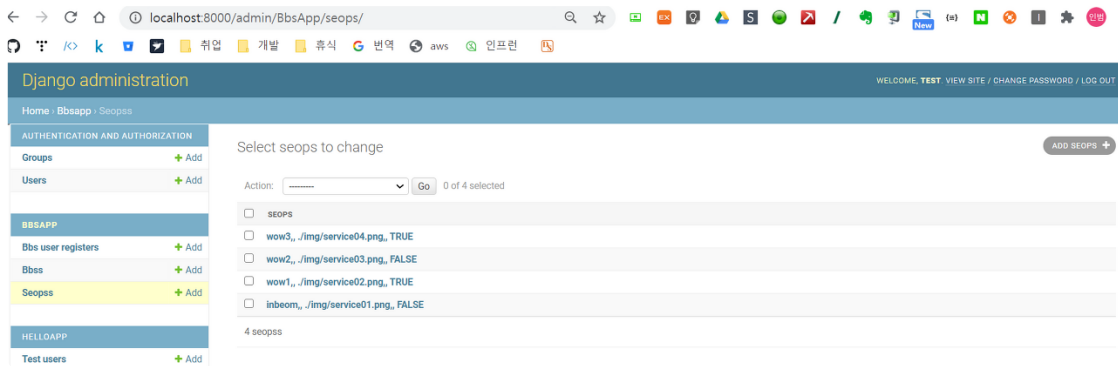 localhost:8000/admin/BbsApp/seops/
취업 개발 휴식 번역 aws 인프런
Django administration
WELCOME, TEST. VIEW SITE / CHANGE PASSWORD / LOG OUT
Home › Bbsapp › Seopss
AUTHENTICATION AND AUTHORIZATION
Groups + Add
Users + Add
BBSAPP
Bbs user registers + Add
Bbss + Add
Seopss + Add
HELLOAPP
Test users + Add
Select seops to change
ADD SEOPS +
Action: --------- Go 0 of 4 selected
SEOPS
wow3,, ./img/service04.png,, TRUE
wow2,, ./img/service03.png,, FALSE
wow1,, ./img/service02.png,, TRUE
inbeom,, ./img/service01.png,, FALSE
4 seopss